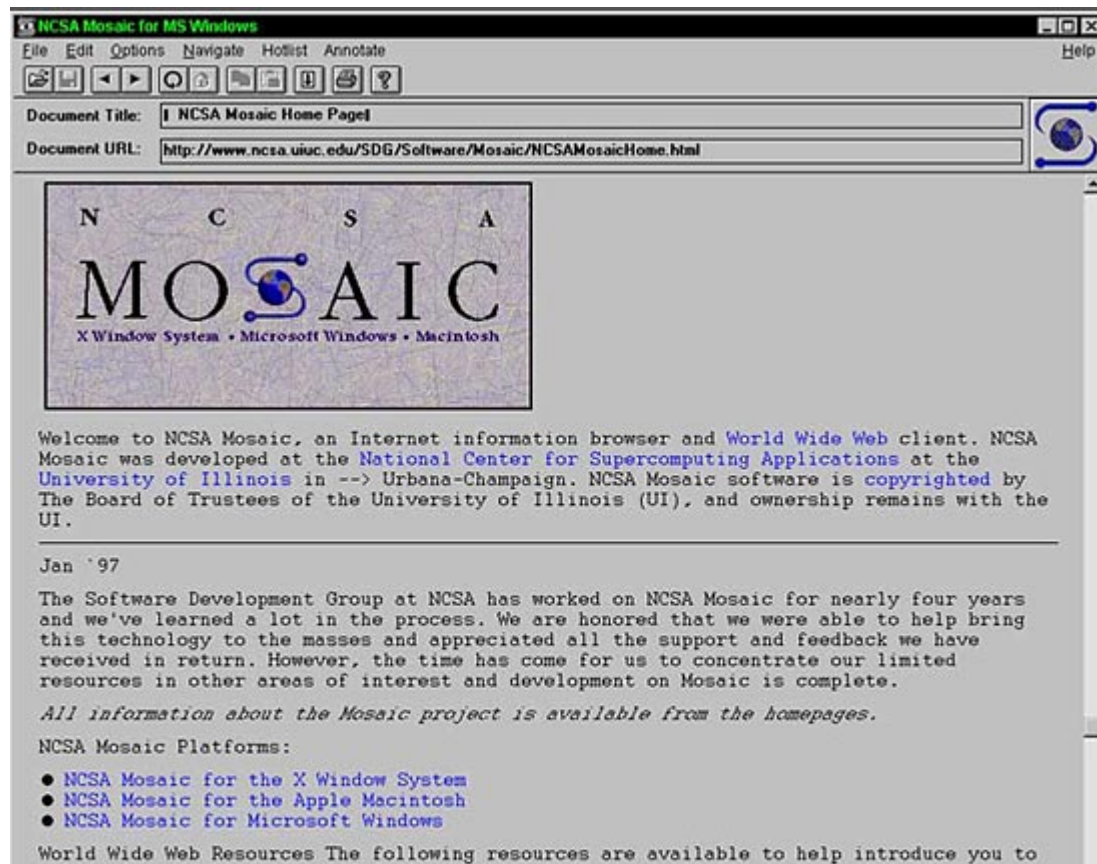 NCSA Mosaic for MS Windows
File Edit Options Navigate Hotlist Annotate Help
Document Title: NCSA Mosaic Home Page
Document URL: http://www.ncsa.uiuc.edu/SDG/Software/Mosaic/NCSAMosaicHome.html
N C S A
MOSAIC
X Window System • Microsoft Windows • Macintosh
Welcome to NCSA Mosaic, an Internet information browser and World Wide Web client. NCSA
Mosaic was developed at the National Center for Supercomputing Applications at the
University of Illinois in --> Urbana-Champaign. NCSA Mosaic software is copyrighted by
The Board of Trustees of the University of Illinois (UI), and ownership remains with the
UI.
Jan `97
The Software Development Group at NCSA has worked on NCSA Mosaic for nearly four years
and we've learned a lot in the process. We are honored that we were able to help bring
this technology to the masses and appreciated all the support and feedback we have
received in return. However, the time has come for us to concentrate our limited
resources in other areas of interest and development on Mosaic is complete.
All information about the Mosaic project is available from the homepages.
NCSA Mosaic Platforms:
● NCSA Mosaic for the X Window System
● NCSA Mosaic for the Apple Macintosh
● NCSA Mosaic for Microsoft Windows
World Wide Web Resources The following resources are available to help introduce you to